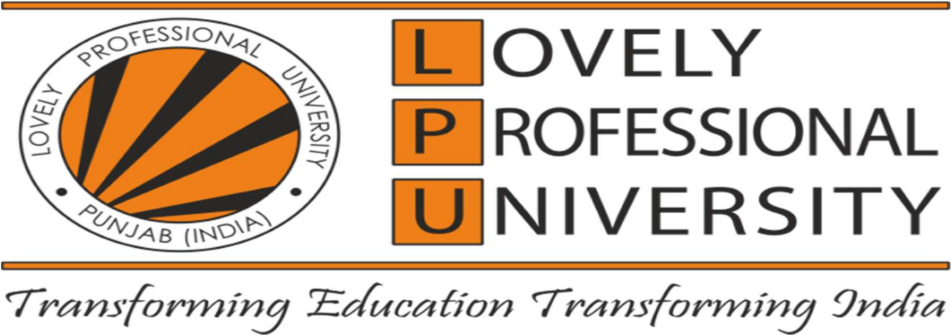 LOVELY PROFESSIONAL UNIVERSITY
PUNJAB (INDIA)
LOVELY
PROFESSIONAL
UNIVERSITY
Transforming Education Transforming India